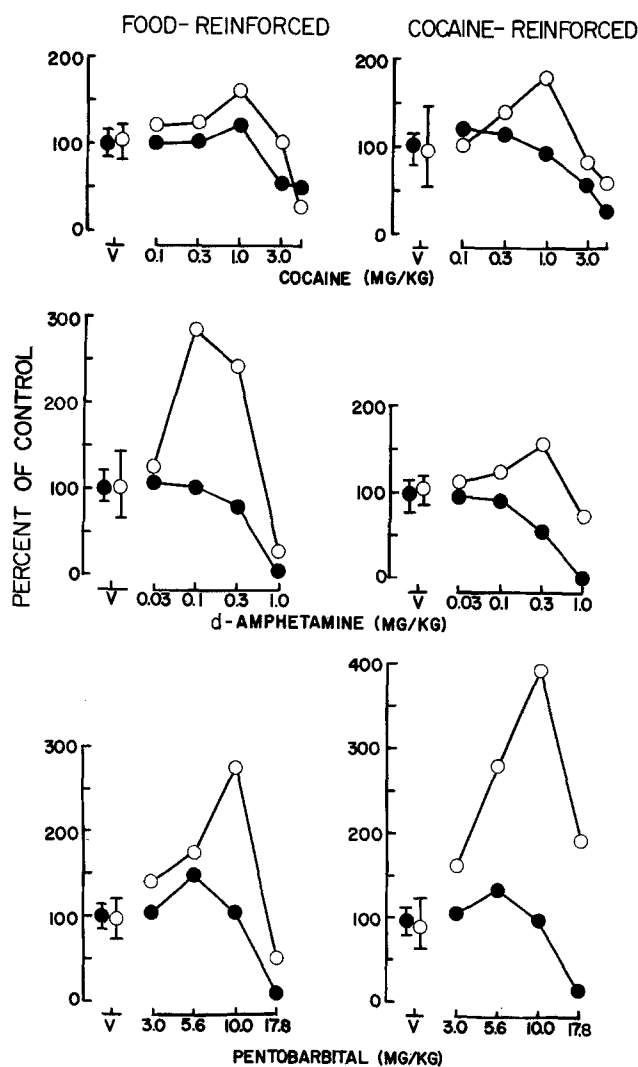 FOOD-REINFORCED COCAINE-REINFORCED
200 200
100 100
0 0
V 0.1 0.3 1.0 3.0 V 0.1 0.3 1.0 3.0
COCAINE (MG/KG)
PERCENT OF CONTROL
300
200 200
100 100
0 0
V 0.03 0.1 0.3 1.0 V 0.03 0.1 0.3 1.0
d-AMPHETAMINE (MG/KG)
400
300 300
200 200
100 100
0 0
V 3.0 5.6 10.0 17.8 V 3.0 5.6 10.0 17.8
PENTOBARBITAL (MG/KG)